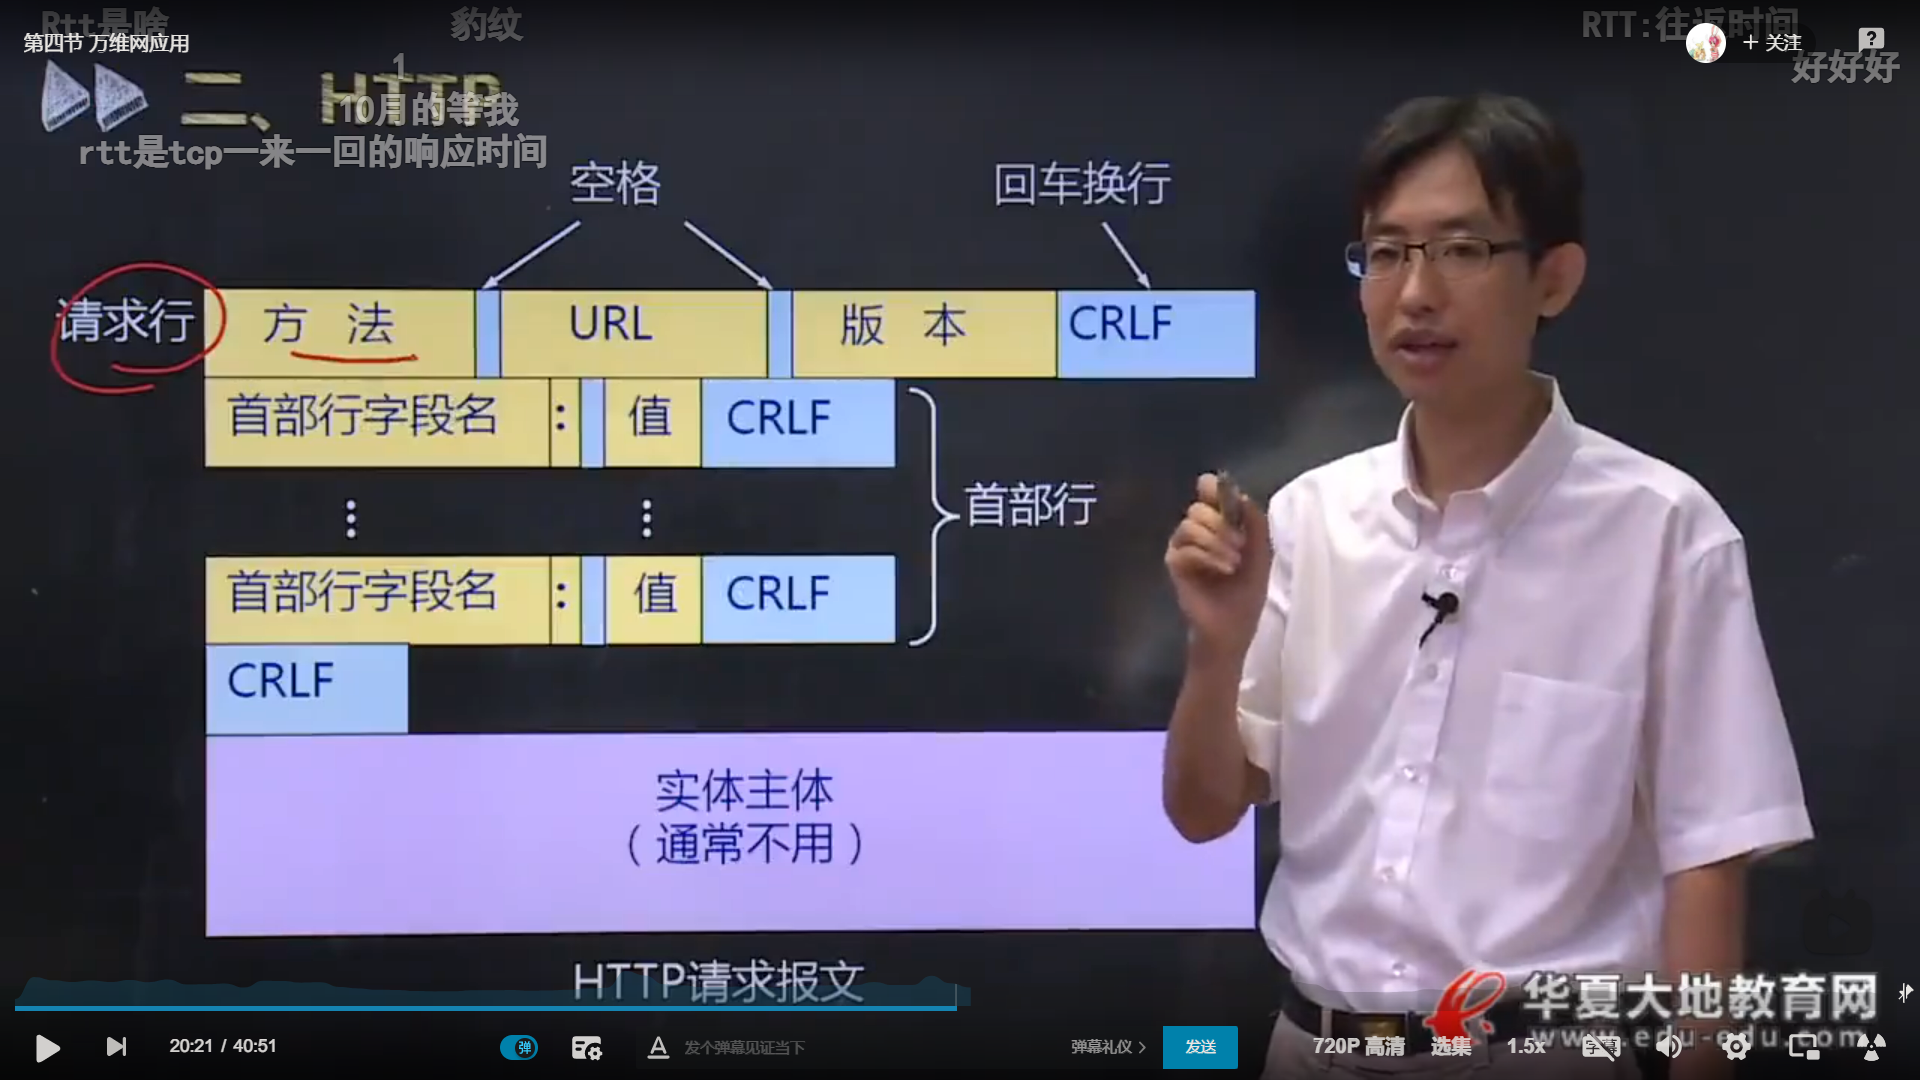 Rtt是啥
豹纹
RTT:往返时间
第四节 万维网应用
+ 关注
好好好
1
二、HTTP
10月的等我
rtt是tcp一来一回的响应时间
空格
回车换行
请求行
方 法
URL
版 本
CRLF
首部行字段名
:
值
CRLF
首部行
首部行字段名
:
值
CRLF
CRLF
实体主体
（通常不用）
HTTP请求报文
华夏大地教育网
www.edu-edu.com
20:21 / 40:51
弹
A
发个弹幕见证当下
弹幕礼仪 >
发送
720P 高清
选集
1.5x
字幕